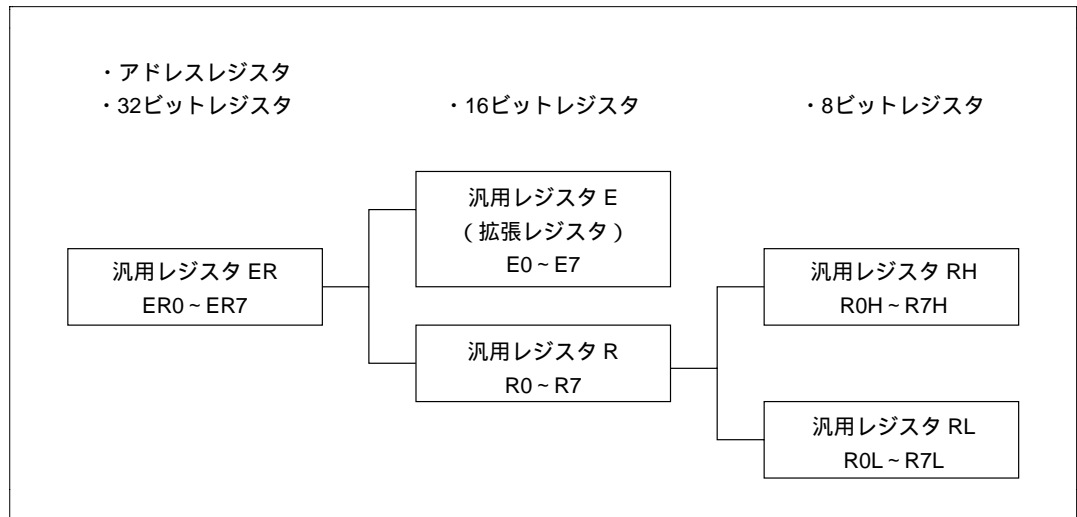 ・アドレスレジスタ
・32ビットレジスタ
・16ビットレジスタ
・8ビットレジスタ
汎用レジスタ ER
ER0~ER7
汎用レジスタ E
(拡張レジスタ)
E0~E7
汎用レジスタ R
R0~R7
汎用レジスタ RH
R0H~R7H
汎用レジスタ RL
R0L~R7L